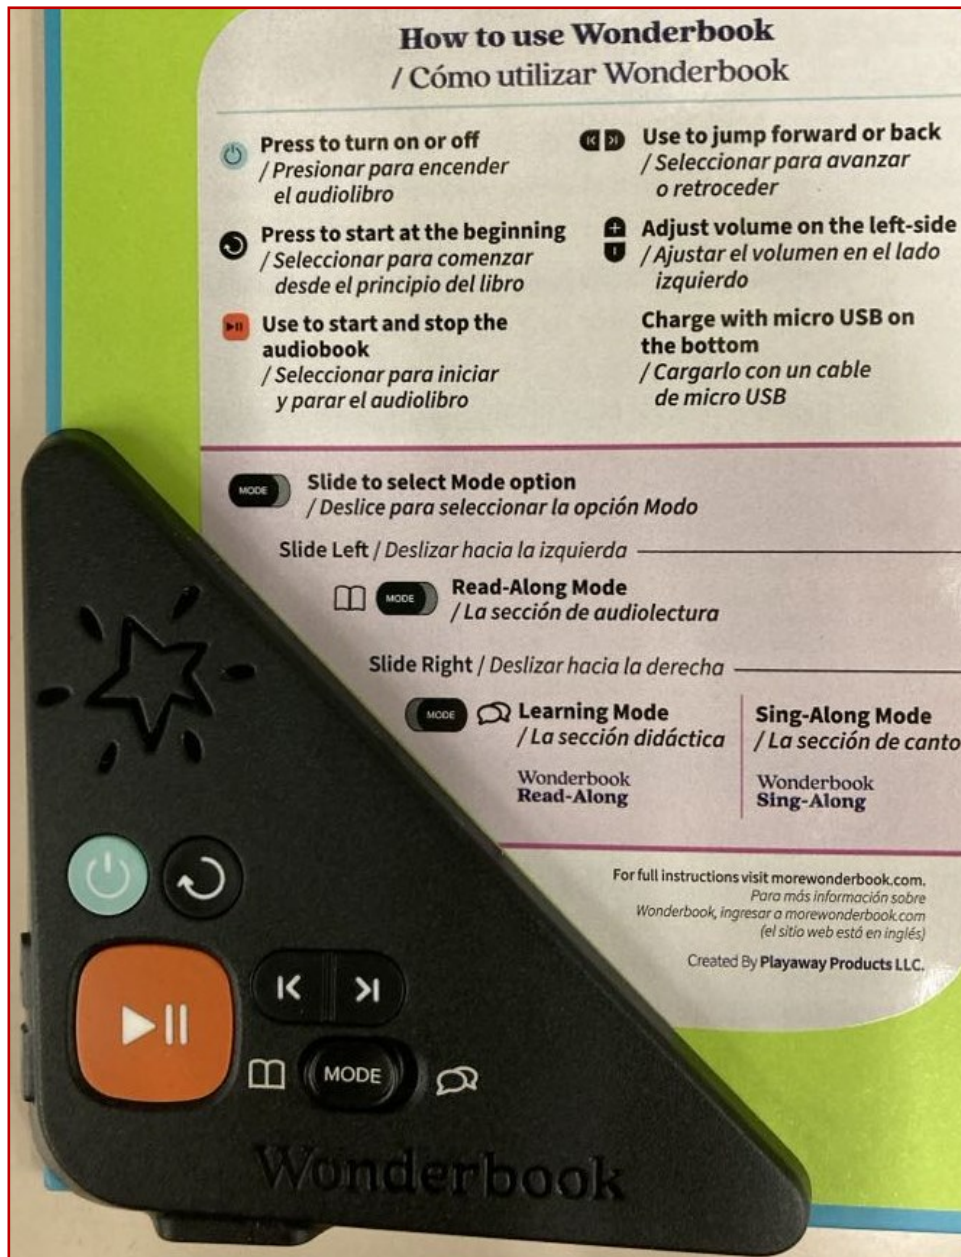 How to use Wonderbook
/ Cómo utilizar Wonderbook
Press to turn on or off
/ Presionar para encender
el audiolibro
Press to start at the beginning
/ Seleccionar para comenzar
desde el principio del libro
Use to start and stop the
audiobook
/ Seleccionar para iniciar
y parar el audiolibro
Use to jump forward or back
/ Seleccionar para avanzar
o retroceder
Adjust volume on the left-side
/ Ajustar el volumen en el lado
izquierdo
Charge with micro USB on
the bottom
/ Cargarlo con un cable
de micro USB
MODE
Slide to select Mode option
/ Deslice para seleccionar la opción Modo
Slide Left / Deslizar hacia la izquierda
MODE
Read-Along Mode
/ La sección de audiolectura
Slide Right / Deslizar hacia la derecha
MODE
Learning Mode
/ La sección didáctica
Wonderbook
Read-Along
Sing-Along Mode
/ La sección de canto
Wonderbook
Sing-Along
For full instructions visit morewonderbook.com.
Para más información sobre
Wonderbook, ingresar a morewonderbook.com
(el sitio web está en inglés)
Created By Playaway Products LLC.
MODE
Wonderbook